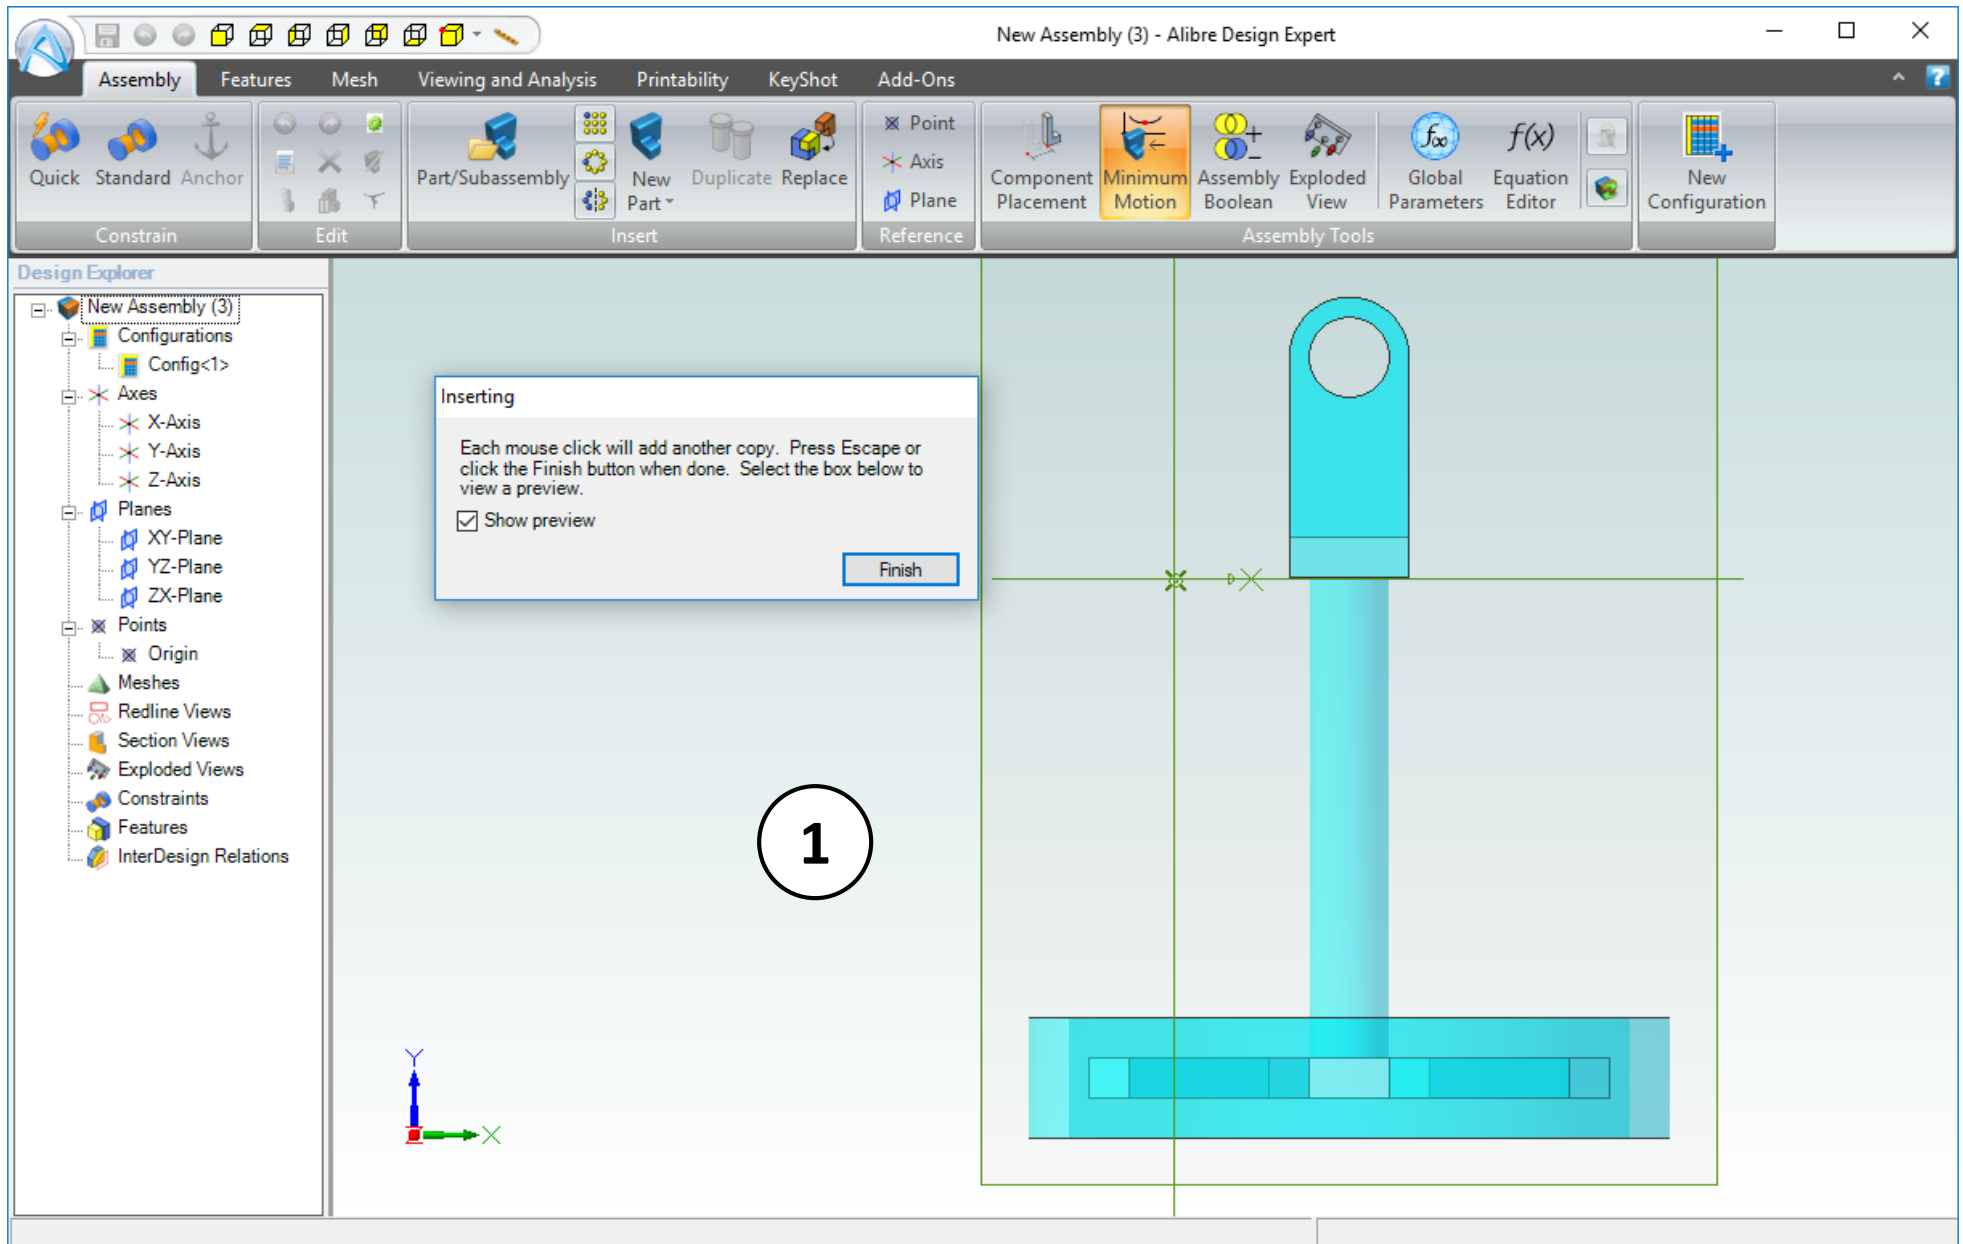 New Assembly (3) - Alibre Design Expert
Assembly Features Mesh Viewing and Analysis Printability KeyShot Add-Ons
?
Quick Standard Anchor
Constrain
Edit
Part/Subassembly New Part Duplicate Replace
Insert
Point
Axis
Plane
Reference
Component Placement Minimum Motion Assembly Boolean Exploded View Global Parameters f(x) Equation Editor
Assembly Tools
New Configuration
Design Explorer
New Assembly (3)
Configurations
Config<1>
Axes
X-Axis
Y-Axis
Z-Axis
Planes
XY-Plane
YZ-Plane
ZX-Plane
Points
Origin
Meshes
Redline Views
Section Views
Exploded Views
Constraints
Features
InterDesign Relations
Inserting
Each mouse click will add another copy. Press Escape or
click the Finish button when done. Select the box below to
view a preview.
Show preview
Finish
X
1
Y
X